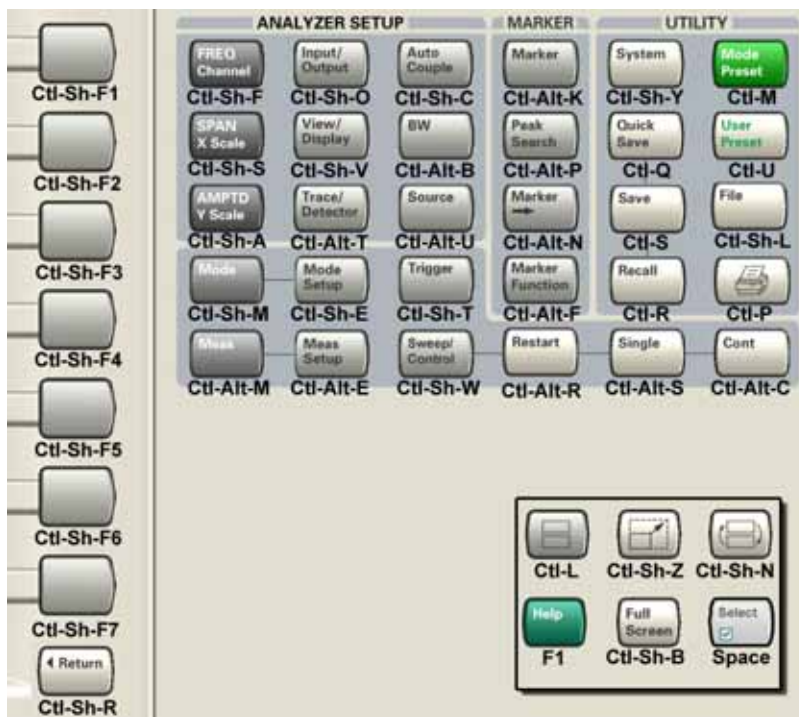 ANALYZER SETUP MARKER UTILITY
FREQ Channel
Ctl-Sh-F
Input/ Output
Ctl-Sh-O
Auto Couple
Ctl-Sh-C
Marker
Ctl-Alt-K
System
Ctl-Sh-Y
Mode Preset
Ctl-M
SPAN X Scale
Ctl-Sh-S
View/ Display
Ctl-Sh-V
BW
Ctl-Alt-B
Peak Search
Ctl-Alt-P
Quick Save
Ctl-Q
User Preset
Ctl-U
AMPTD Y Scale
Ctl-Sh-A
Trace/ Detector
Ctl-Alt-T
Source
Ctl-Alt-U
Marker →
Ctl-Alt-N
Save
Ctl-S
File
Ctl-Sh-L
Mode
Ctl-Sh-M
Mode Setup
Ctl-Sh-E
Trigger
Ctl-Sh-T
Marker Function
Ctl-Alt-F
Recall
Ctl-R
Ctl-P
Meas
Ctl-Alt-M
Meas Setup
Ctl-Alt-E
Sweep/ Control
Ctl-Sh-W
Restart
Ctl-Alt-R
Single
Ctl-Alt-S
Cont
Ctl-Alt-C
Ctl-Sh-F1
Ctl-Sh-F2
Ctl-Sh-F3
Ctl-Sh-F4
Ctl-Sh-F5
Ctl-Sh-F6
Ctl-Sh-F7
Return
Ctl-Sh-R
Ctl-L
Ctl-Sh-Z
Ctl-Sh-N
Help
F1
Full Screen
Ctl-Sh-B
Select
Space